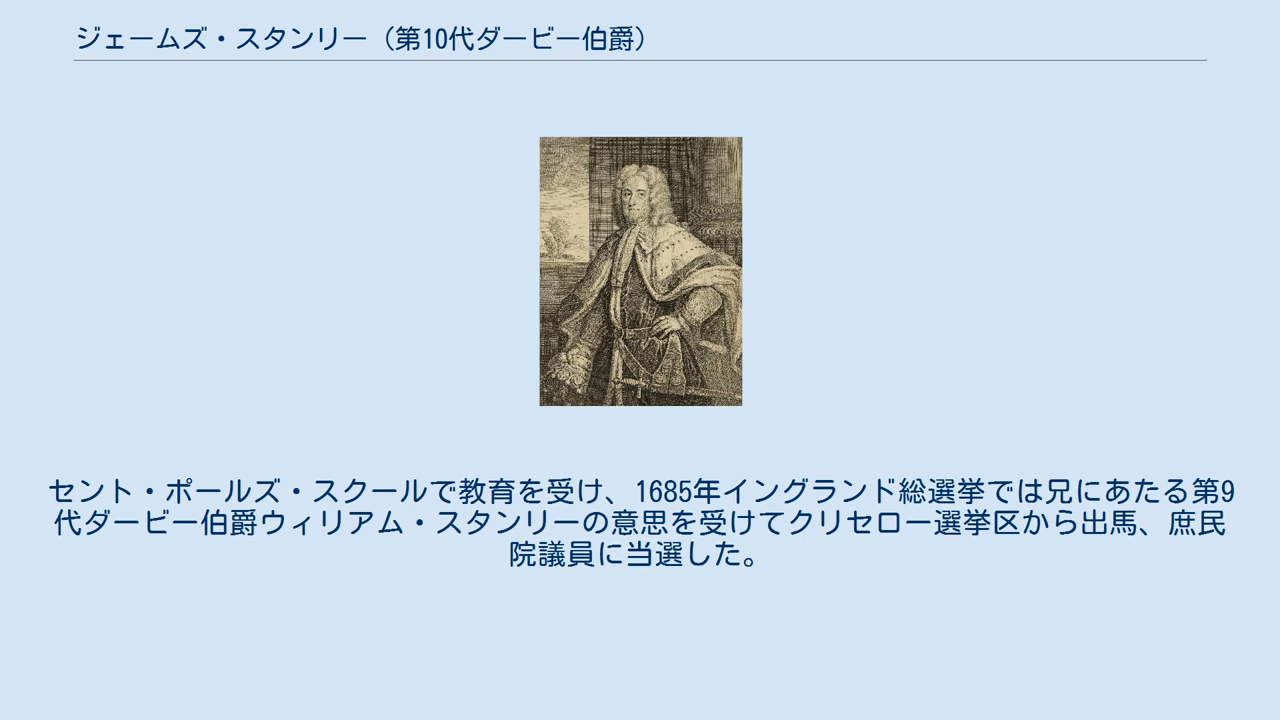 ジェームズ・スタンリー（第10代ダービー伯爵）
セント・ポールズ・スクールで教育を受け、1685年イングランド総選挙では兄にあたる第9
代ダービー伯爵ウィリアム・スタンリーの意思を受けてクリセロー選挙区から出馬、庶民
院議員に当選した。